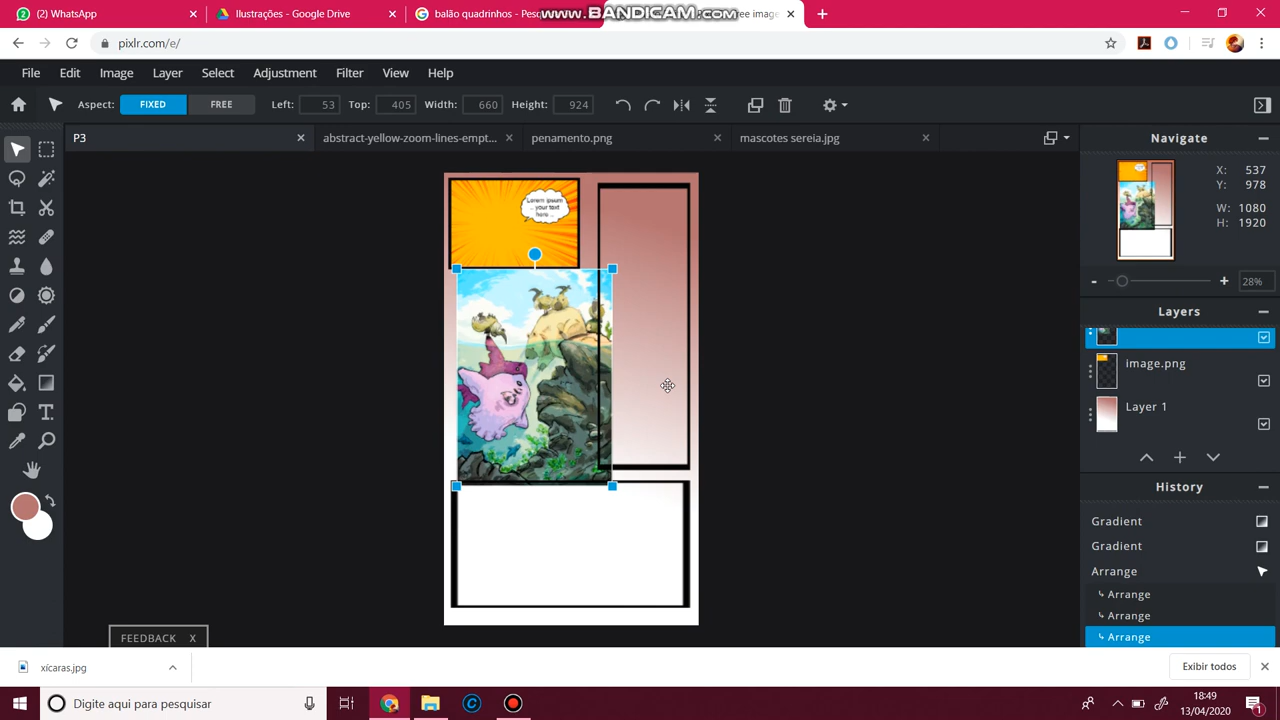 (2) WhatsApp
Ilustrações - Google Drive
balão quadrinhos - Pesq
www.BANDICAM.com
ree image
pixlr.com/e/
File Edit Image Layer Select Adjustment Filter View Help
Aspect: FIXED FREE Left: 53 Top: 405 Width: 660 Height: 924
P3 abstract-yellow-zoom-lines-empt... penamento.png mascotes sereia.jpg
Navigate
X: 537
Y: 978
W: 1080
H: 1920
28%
Lorem ipsum
.. your text
here ..
Layers
image.png
Layer 1
History
Gradient
Gradient
Arrange
Arrange
Arrange
Arrange
FEEDBACK X
xícaras.jpg
Exibir todos
Digite aqui para pesquisar
18:49
13/04/2020
1